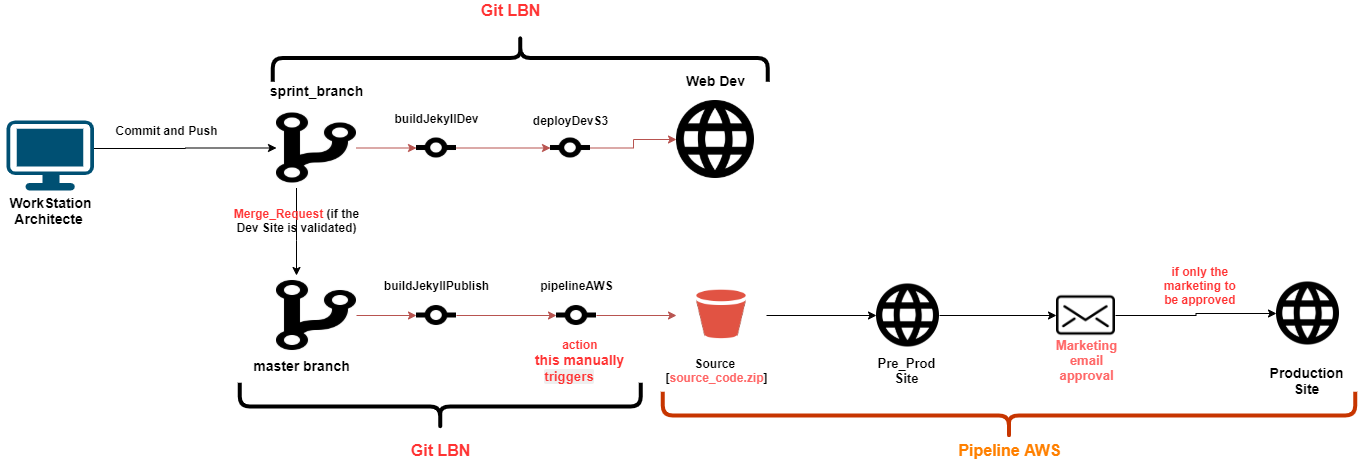 Git LBN
sprint_branch
Web Dev
Commit and Push
buildJekyllDev
deployDevS3
WorkStation
Architecte
Merge_Request (if the
Dev Site is validated)
buildJekyllPublish
pipelineAWS
if only the
marketing to
be approved
master branch
action
this manually
triggers
Source
[source_code.zip]
Pre_Prod
Site
Marketing
email
approval
Production
Site
Git LBN
Pipeline AWS